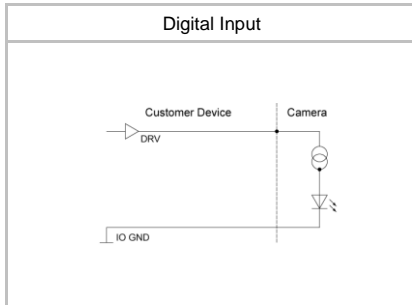 Digital Input
Customer Device
Camera
DRV
IO GND